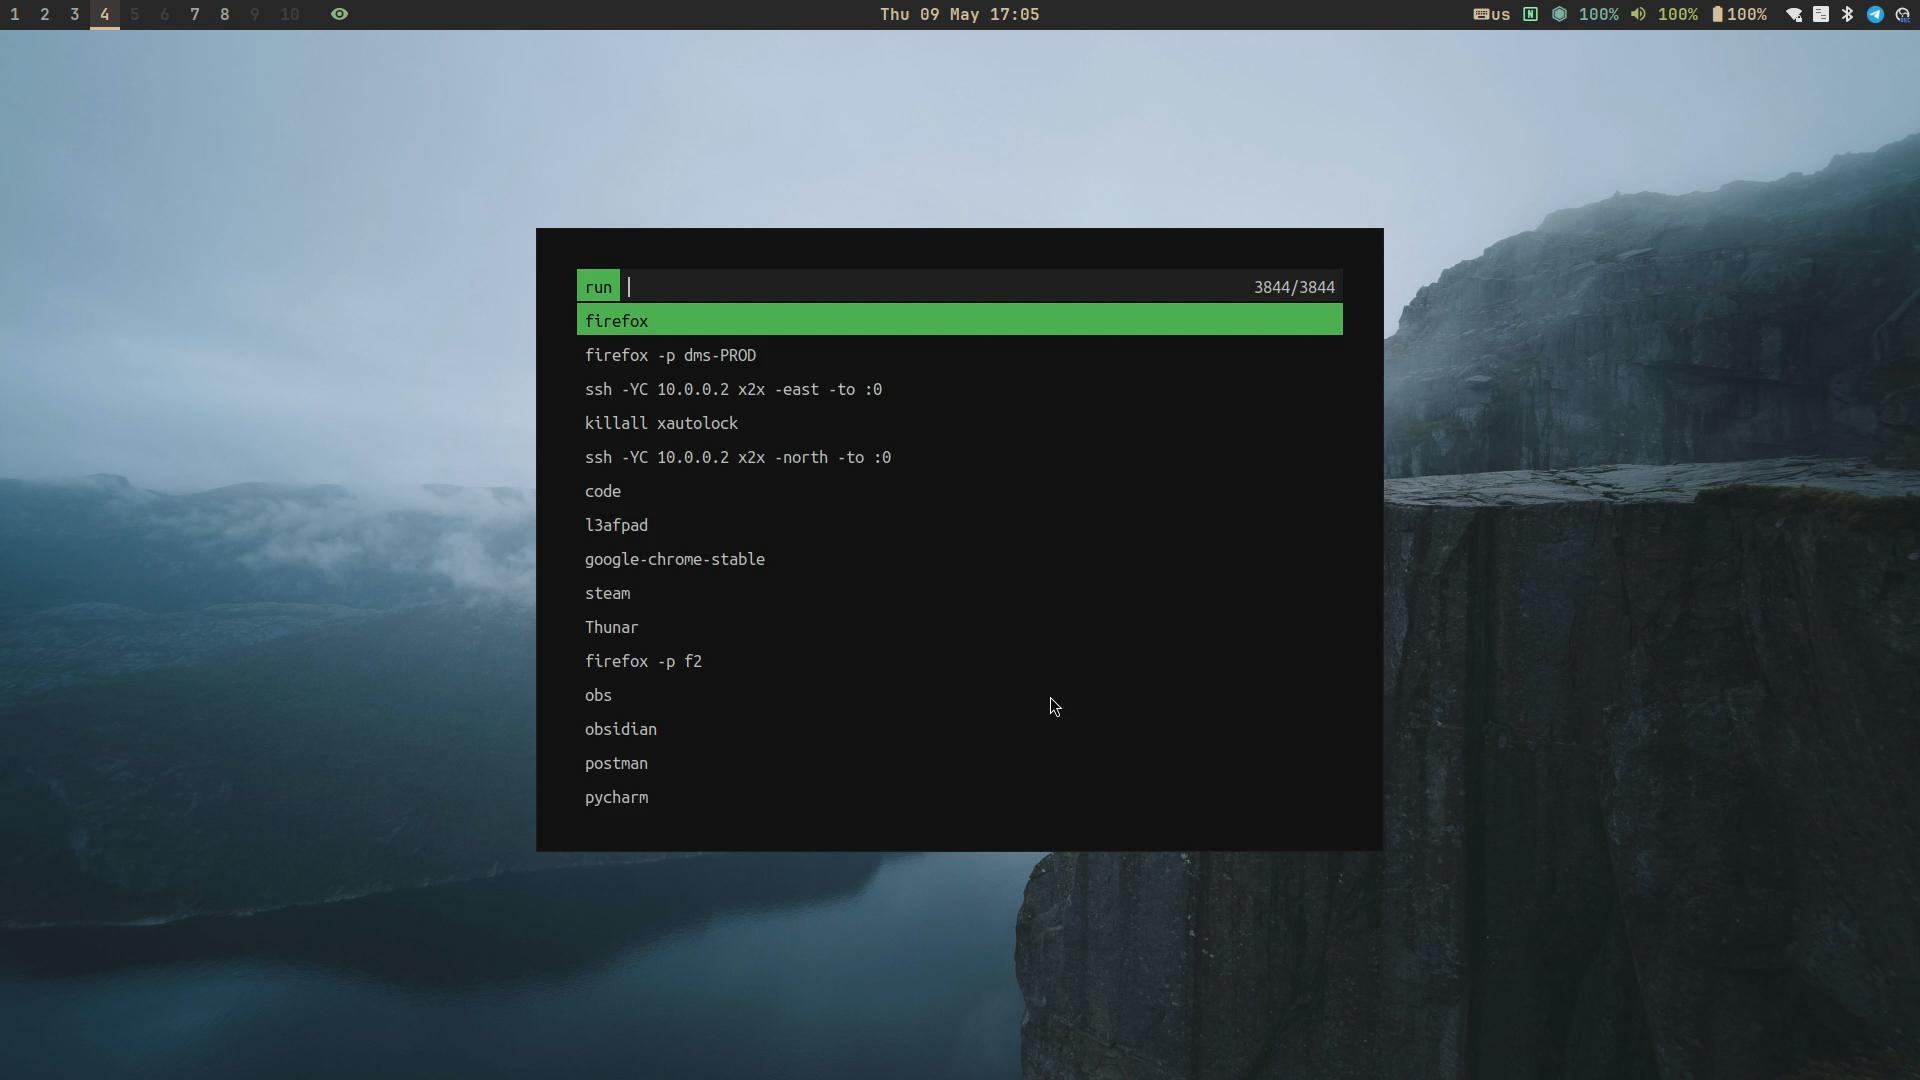 1 2 3 4 5 6 7 8 9 10 Thu 09 May 17:05 us N 100% 100% 100%
run 3844/3844
firefox
firefox -p dms-PROD
ssh -YC 10.0.0.2 x2x -east -to :0
killall xautolock
ssh -YC 10.0.0.2 x2x -north -to :0
code
l3afpad
google-chrome-stable
steam
Thunar
firefox -p f2
obs
obsidian
postman
pycharm